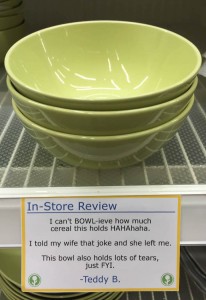 In-Store Review
I can't BOWL-ieve how much
cereal this holds HAHAhaha.
I told my wife that joke and she left me.
This bowl also holds lots of tears,
just FYI.
-Teddy B.